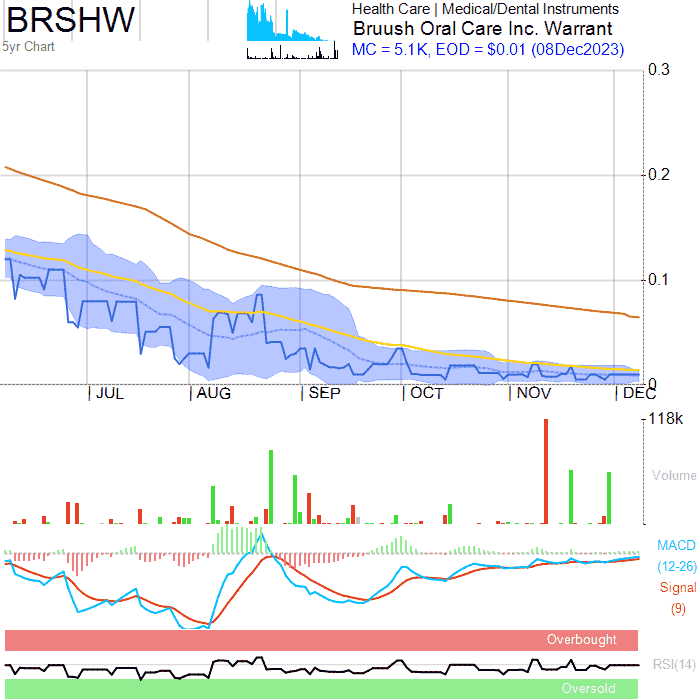 BRSHW
5yr Chart
Health Care | Medical/Dental Instruments
Bruush Oral Care Inc. Warrant
MC = 5.1K, EOD = $0.01 (08Dec2023)
0.3
0.2
0.1
0
JUL AUG SEP OCT NOV DEC
118k
Volume
MACD
(12-26)
Signal
(9)
Overbought
RSI(14)
Oversold